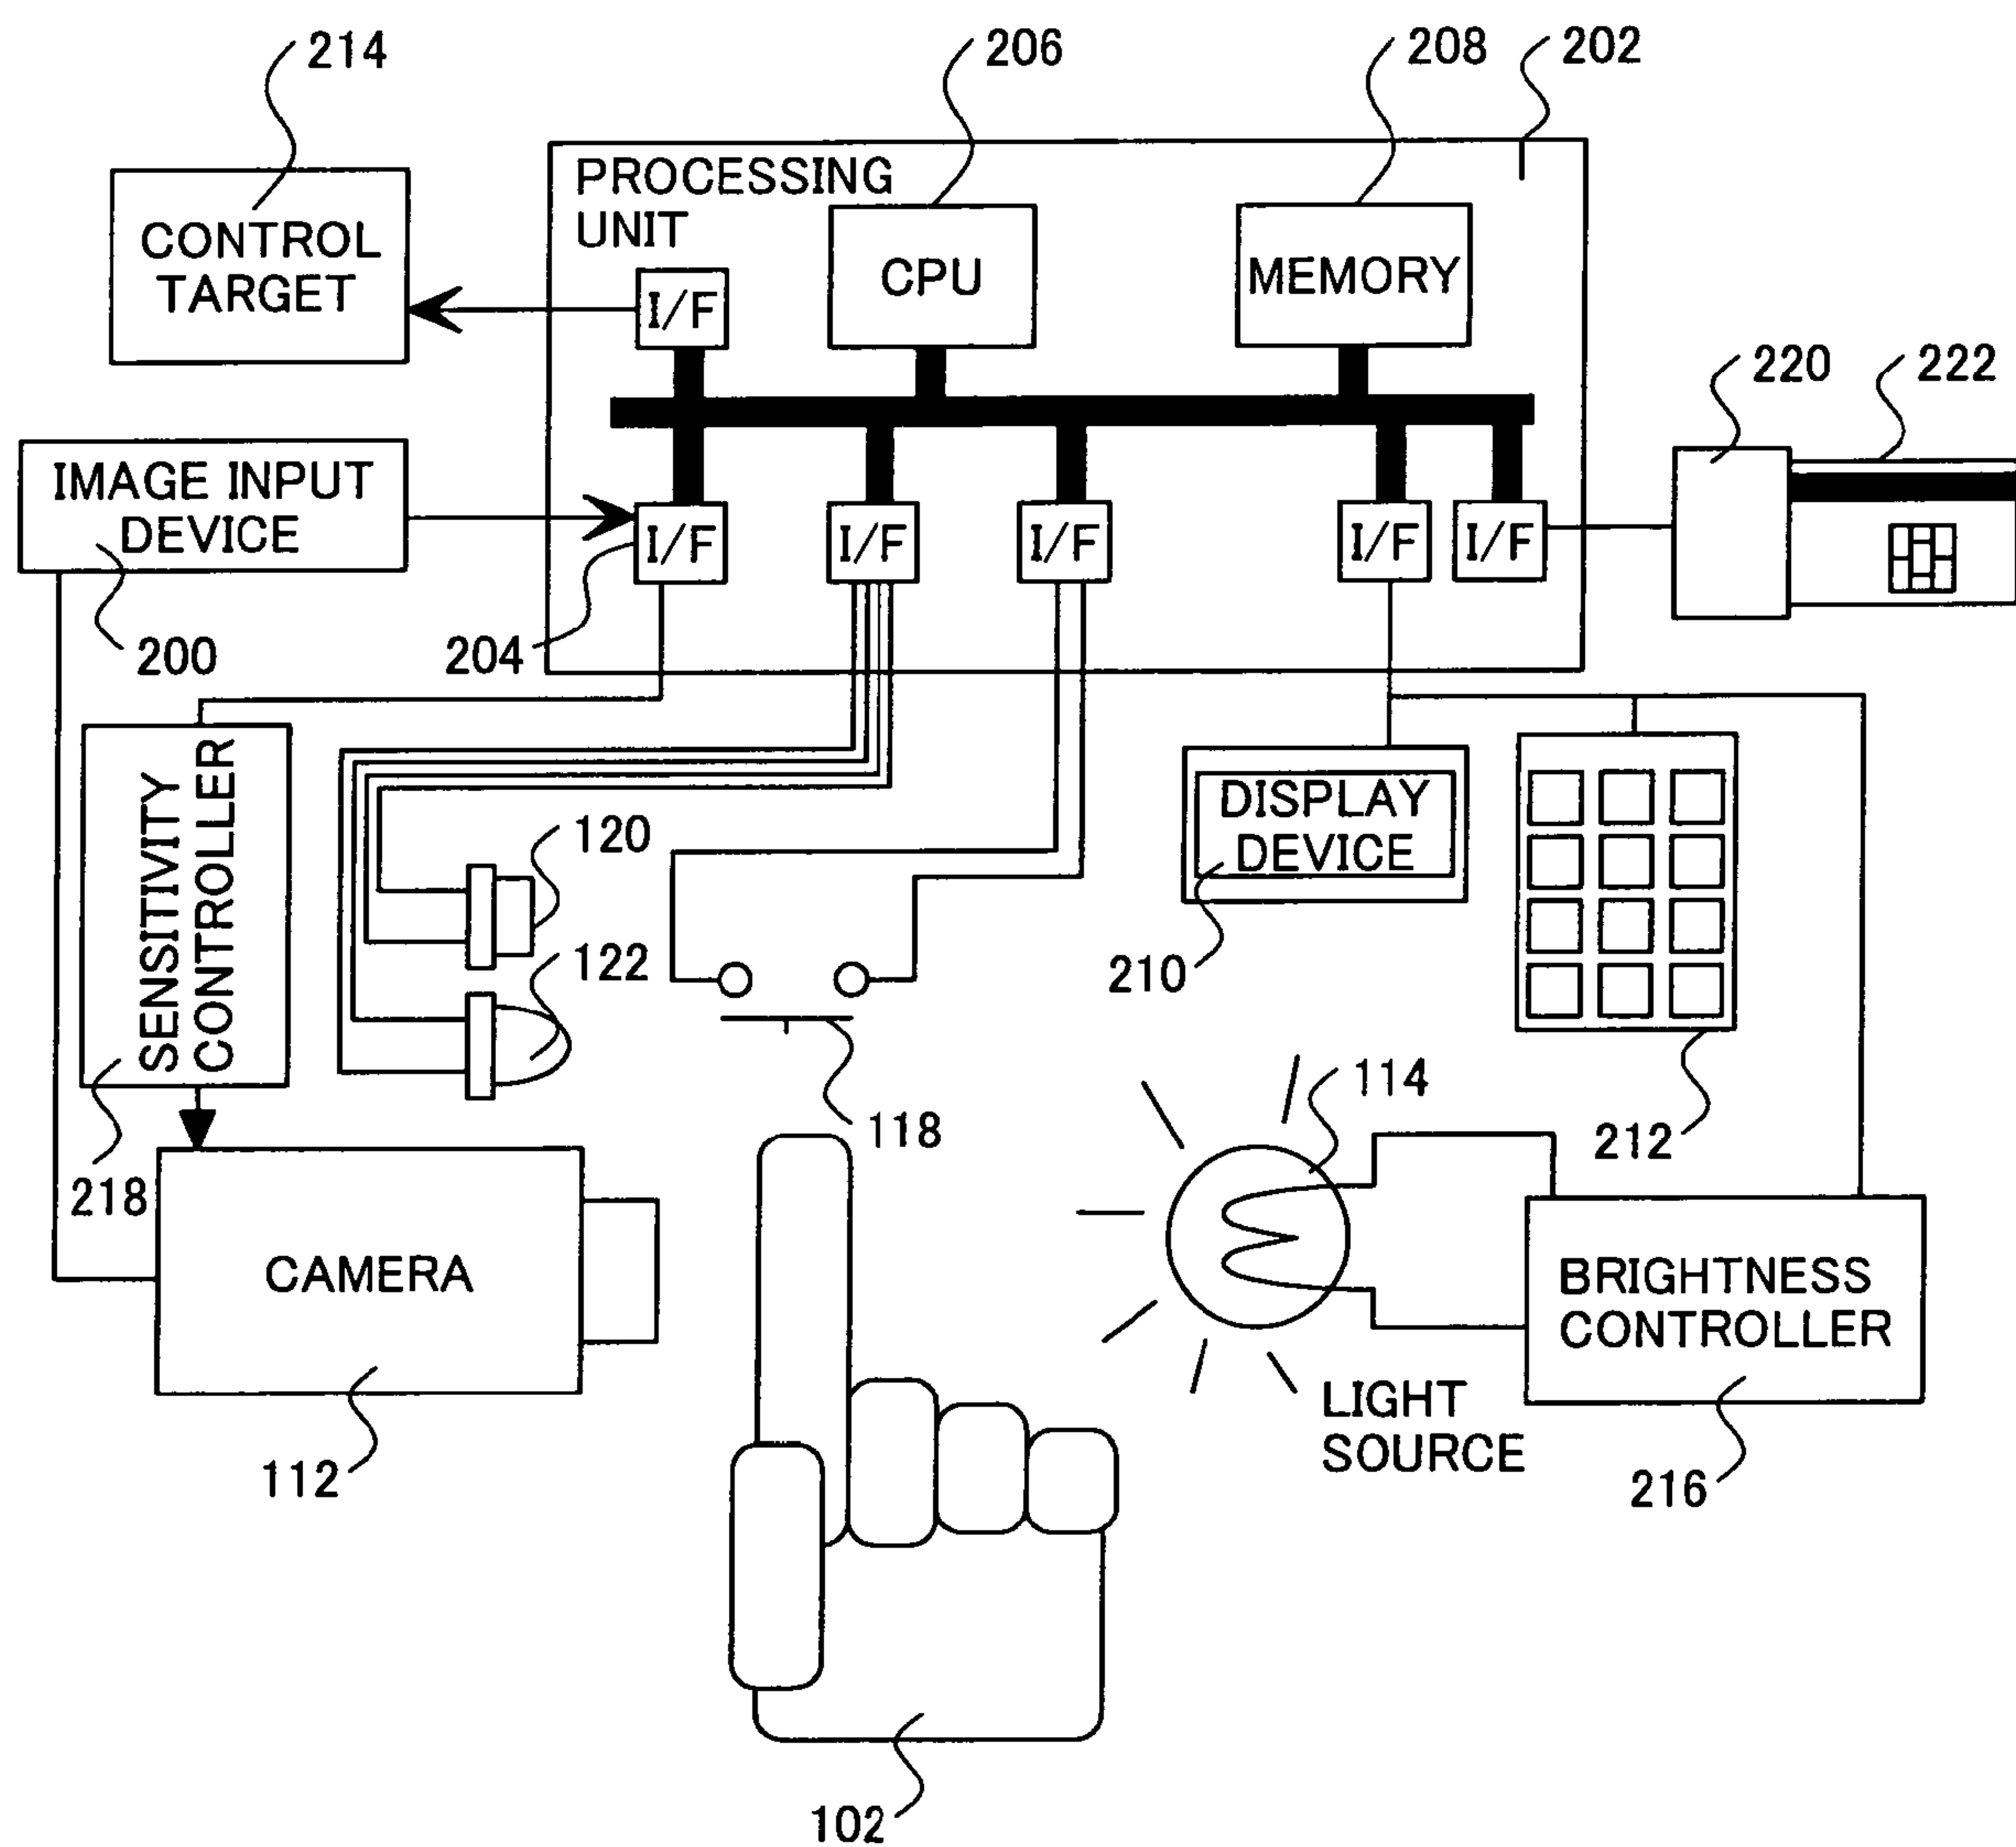 214
206
208
202
PROCESSING
UNIT
CONTROL
TARGET
CPU
MEMORY
I/F
220
222
IMAGE INPUT
DEVICE
I/F
I/F
I/F
I/F
I/F
200
204
SENSITIVITY
CONTROLLER
120
DISPLAY
DEVICE
122
210
114
118
212
218
CAMERA
BRIGHTNESS
CONTROLLER
LIGHT
SOURCE
112
216
102